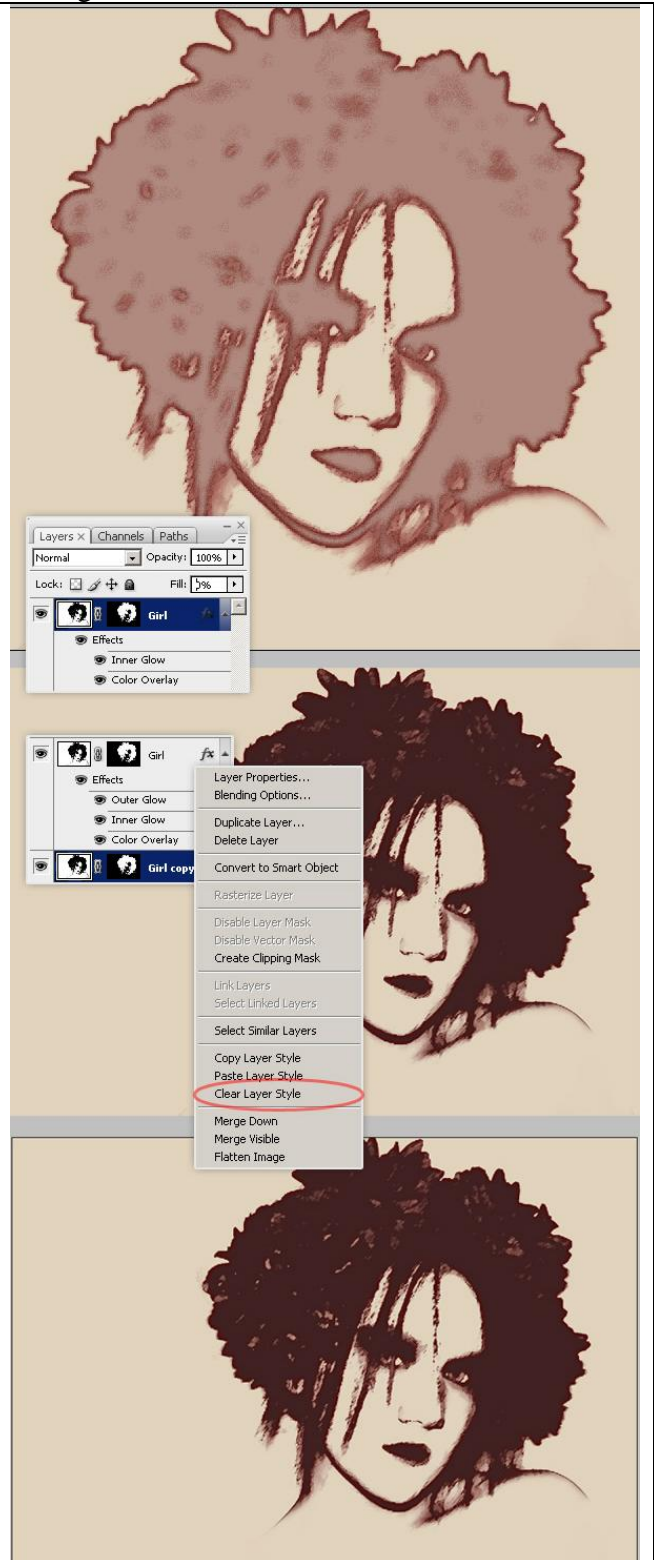 Layers × Channels Paths
Normal Opacity: 100%
Lock: Fill: 0%
Girl
Effects
Inner Glow
Color Overlay
Girl fx
Effects
Outer Glow
Inner Glow
Color Overlay
Girl copy
Layer Properties...
Blending Options...
Duplicate Layer...
Delete Layer
Convert to Smart Object
Rasterize Layer
Disable Layer Mask
Disable Vector Mask
Create Clipping Mask
Link Layers
Select Linked Layers
Select Similar Layers
Copy Layer Style
Paste Layer Style
Clear Layer Style
Merge Down
Merge Visible
Flatten Image